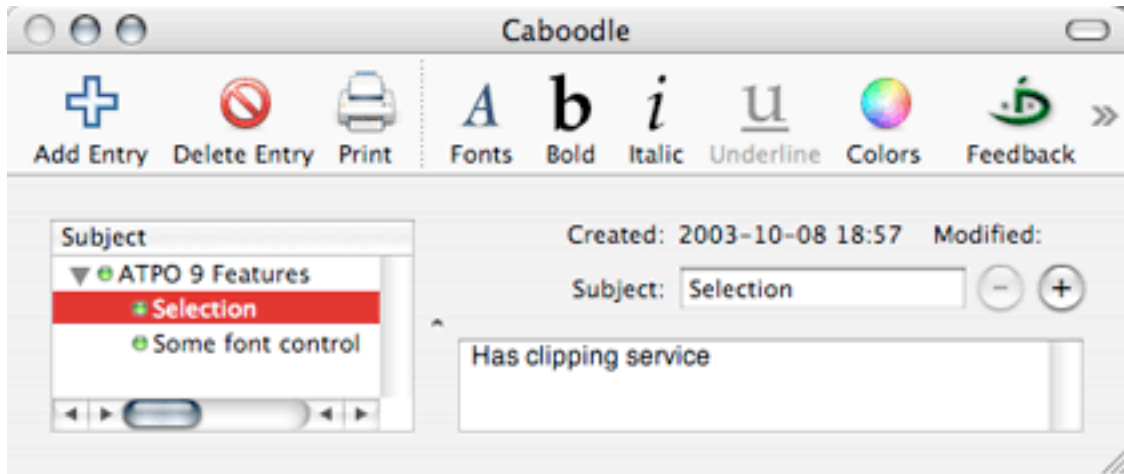 Caboodle
Add Entry Delete Entry Print Fonts Bold Italic Underline Colors Feedback
Subject
ATPO 9 Features
Selection
Some font control
Created: 2003-10-08 18:57 Modified:
Subject: Selection
Has clipping service